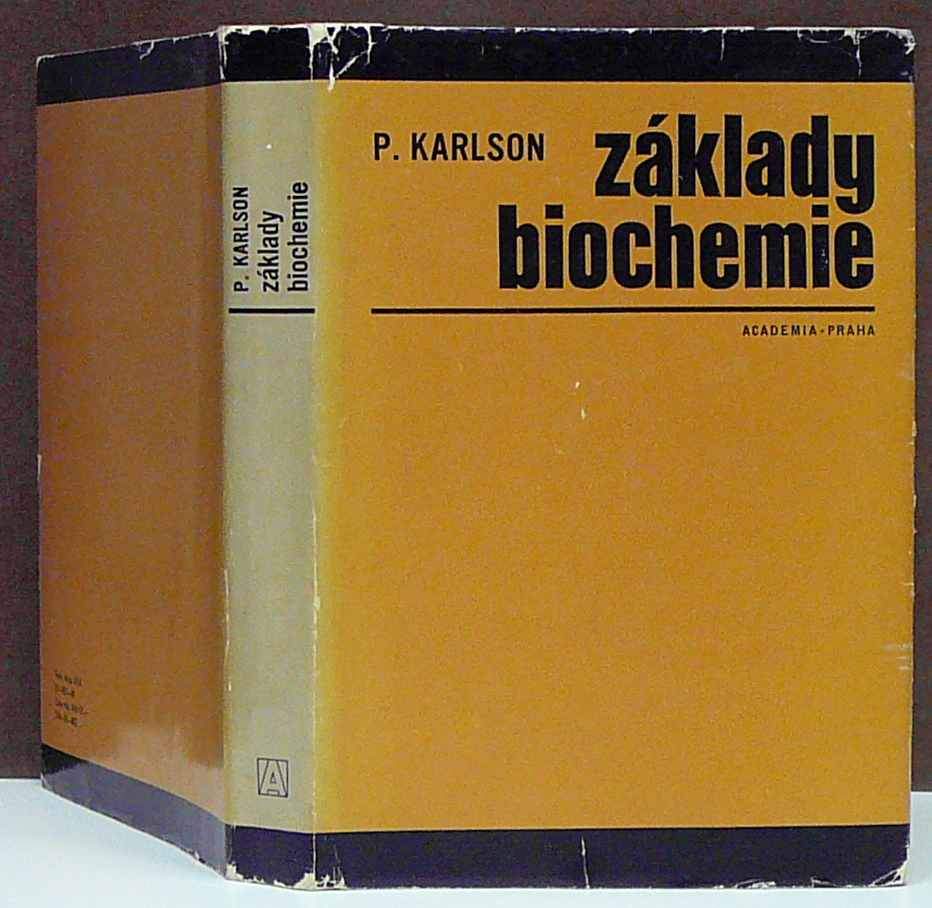 P. KARLSON
základy
biochemie
ACADEMIA · PRAHA
P. KARLSON
základy
biochemie
A